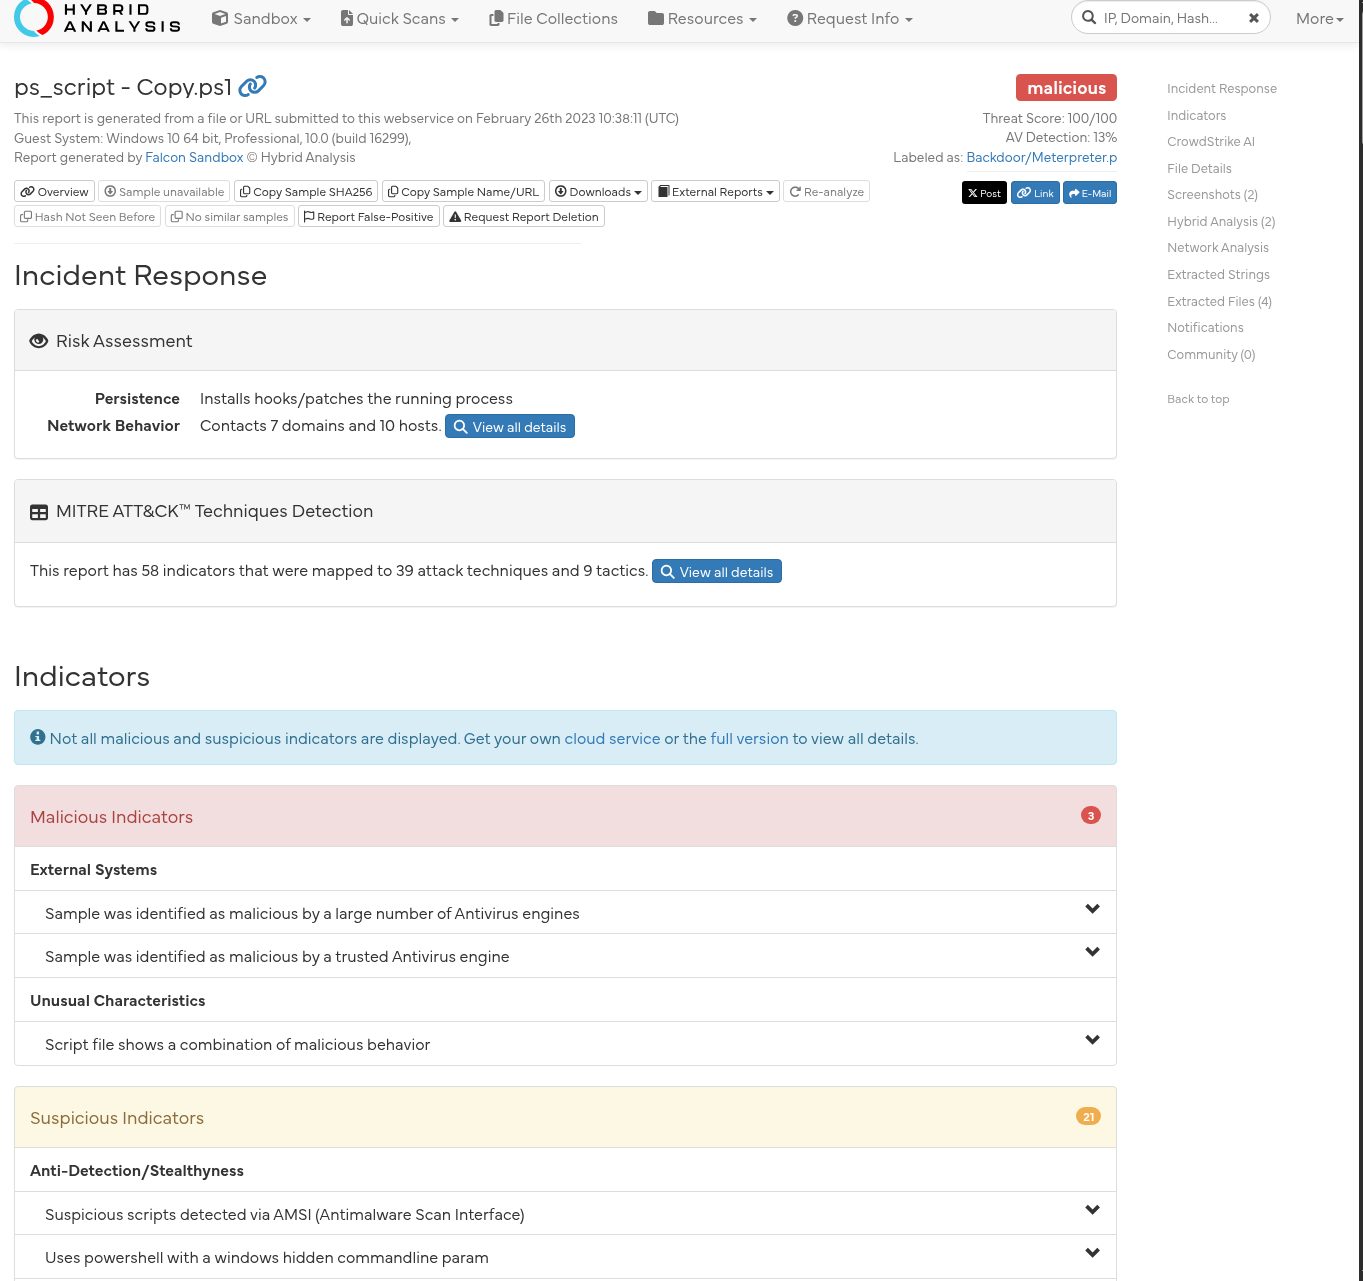 HYBRID
ANALYSIS
Sandbox
Quick Scans
File Collections
Resources
Request Info
IP, Domain, Hash...
More
ps_script - Copy.ps1
malicious
This report is generated from a file or URL submitted to this webservice on February 26th 2023 10:38:11 (UTC)
Guest System: Windows 10 64 bit, Professional, 10.0 (build 16299),
Report generated by Falcon Sandbox © Hybrid Analysis
Threat Score: 100/100
AV Detection: 13%
Labeled as: Backdoor/Meterpreter.p
Overview
Sample unavailable
Copy Sample SHA256
Copy Sample Name/URL
Downloads
External Reports
Re-analyze
Hash Not Seen Before
No similar samples
Report False-Positive
Request Report Deletion
X Post
Link
E-Mail
Incident Response
Indicators
CrowdStrike AI
File Details
Screenshots (2)
Hybrid Analysis (2)
Network Analysis
Extracted Strings
Extracted Files (4)
Notifications
Community (0)
Back to top
Incident Response
Risk Assessment
Persistence Installs hooks/patches the running process
Network Behavior Contacts 7 domains and 10 hosts. View all details
MITRE ATT&CK™ Techniques Detection
This report has 58 indicators that were mapped to 39 attack techniques and 9 tactics. View all details
Indicators
Not all malicious and suspicious indicators are displayed. Get your own cloud service or the full version to view all details.
Malicious Indicators 3
External Systems
Sample was identified as malicious by a large number of Antivirus engines
Sample was identified as malicious by a trusted Antivirus engine
Unusual Characteristics
Script file shows a combination of malicious behavior
Suspicious Indicators 21
Anti-Detection/Stealthyness
Suspicious scripts detected via AMSI (Antimalware Scan Interface)
Uses powershell with a windows hidden commandline param